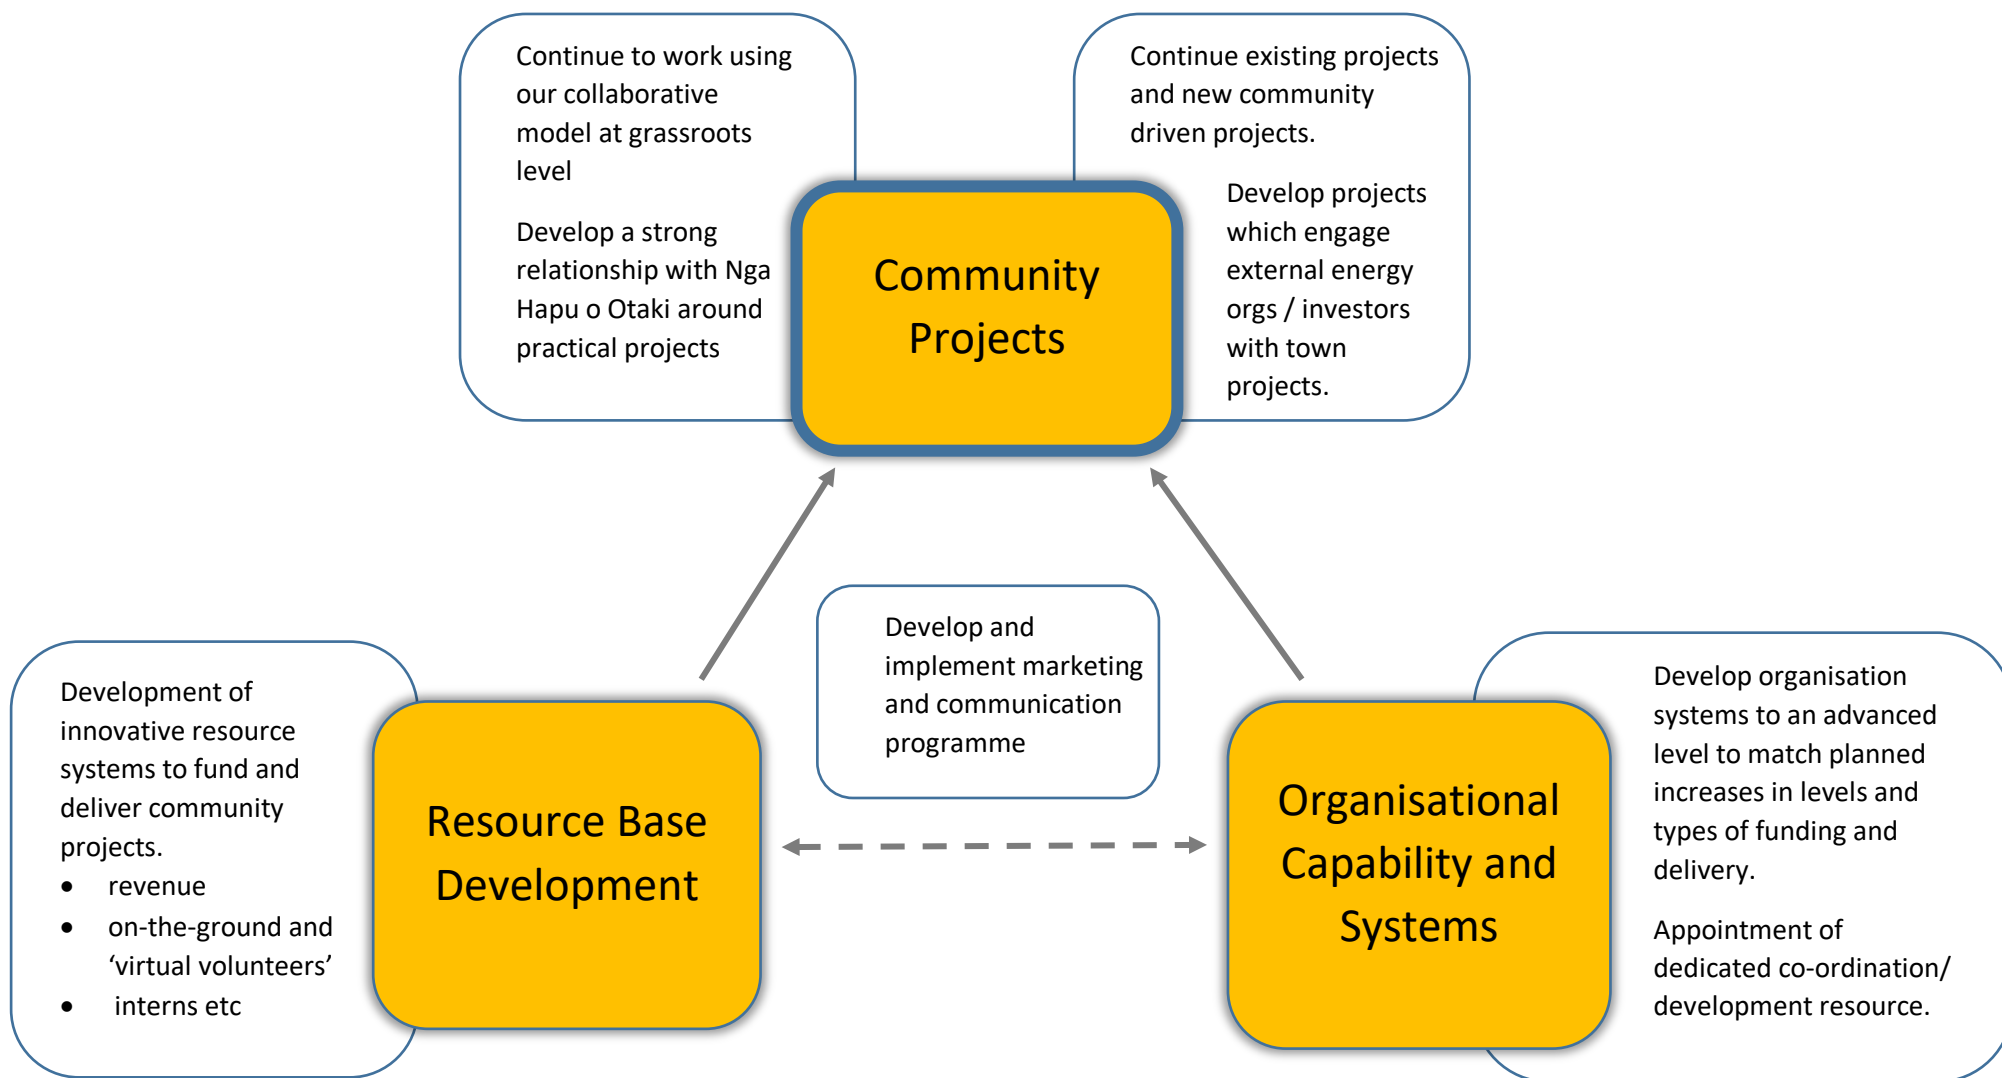 Continue to work using
our collaborative
model at grassroots
level
Develop a strong
relationship with Nga
Hapu o Otaki around
practical projects
Continue existing projects
and new community
driven projects.
Develop projects
which engage
external energy
orgs / investors
with town
projects.
Community
Projects
Develop and
implement marketing
and communication
programme
Development of
innovative resource
systems to fund and
deliver community
projects.
• revenue
• on-the-ground and
‘virtual volunteers’
• interns etc
Resource Base
Development
Organisational
Capability and
Systems
Develop organisation
systems to an advanced
level to match planned
increases in levels and
types of funding and
delivery.
Appointment of
dedicated co-ordination/
development resource.